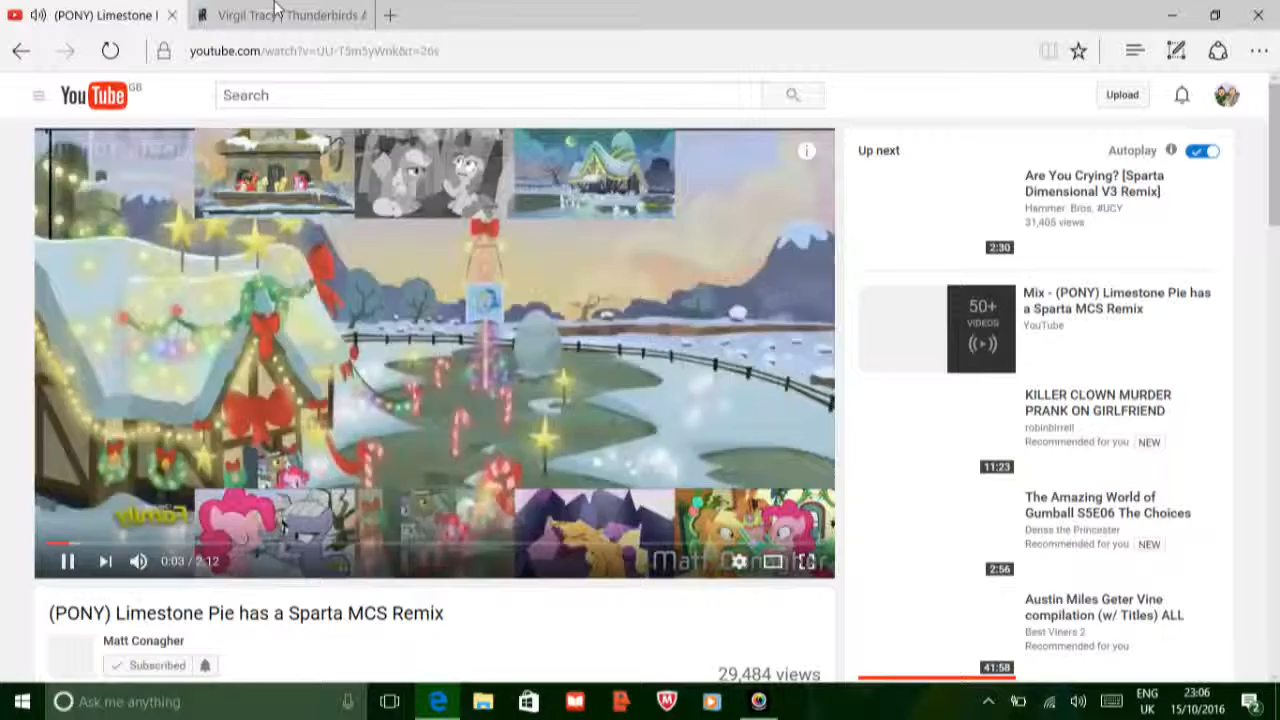 (PONY) Limestone P
Virgil Tracy Thunderbirds A
youtube.com/watch?v=UU-T5m5yWnk&t=26s
YouTube GB
Search
Upload
Up next
Autoplay
Are You Crying? [Sparta
Dimensional V3 Remix]
Hammer Bros. #UCY
31,405 views
2:30
50+
VIDEOS
Mix - (PONY) Limestone Pie has
a Sparta MCS Remix
YouTube
KILLER CLOWN MURDER
PRANK ON GIRLFRIEND
robinbirrell
Recommended for you NEW
11:23
The Amazing World of
Gumball S5E06 The Choices
Denss the Princester
Recommended for you NEW
2:56
Austin Miles Geter Vine
compilation (w/ Titles) ALL
Best Viners 2
Recommended for you
41:58
Family
Matt Conagher
0:03 / 2:12
(PONY) Limestone Pie has a Sparta MCS Remix
Matt Conagher
Subscribed
29,484 views
Ask me anything
ENG
UK
23:06
15/10/2016
2